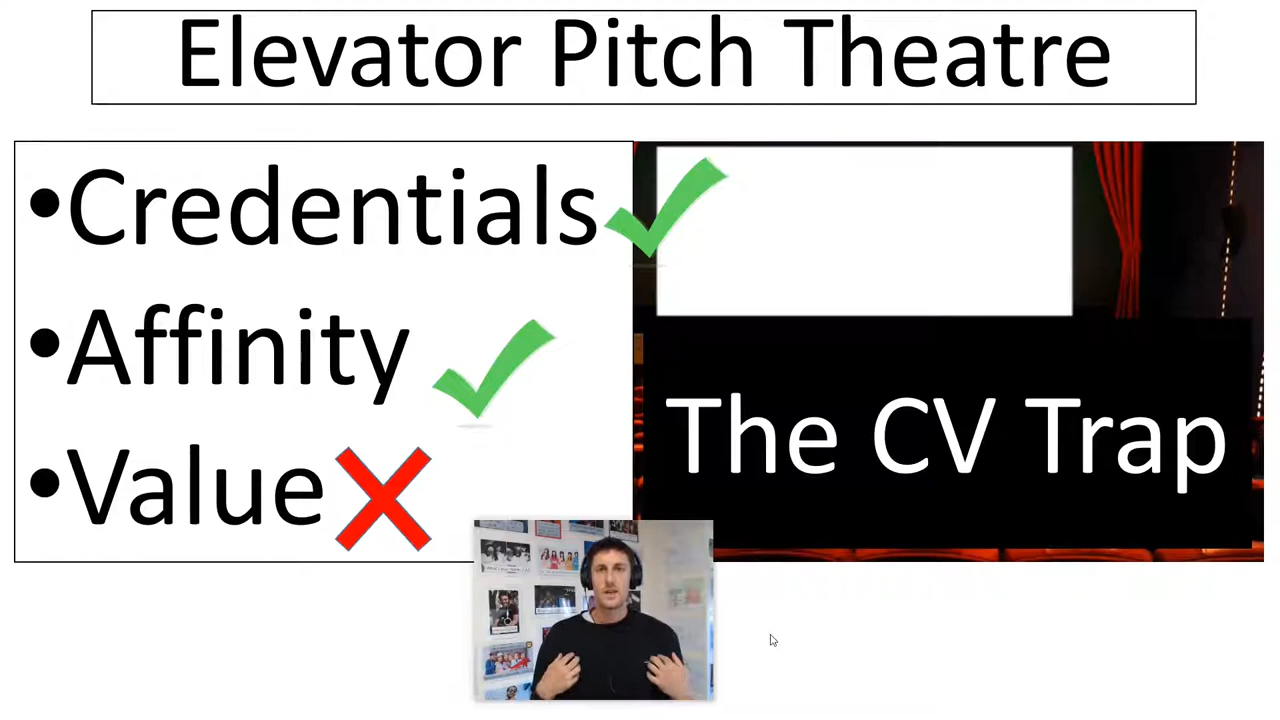 Elevator Pitch Theatre
•Credentials
•Affinity
•Value
The CV Trap